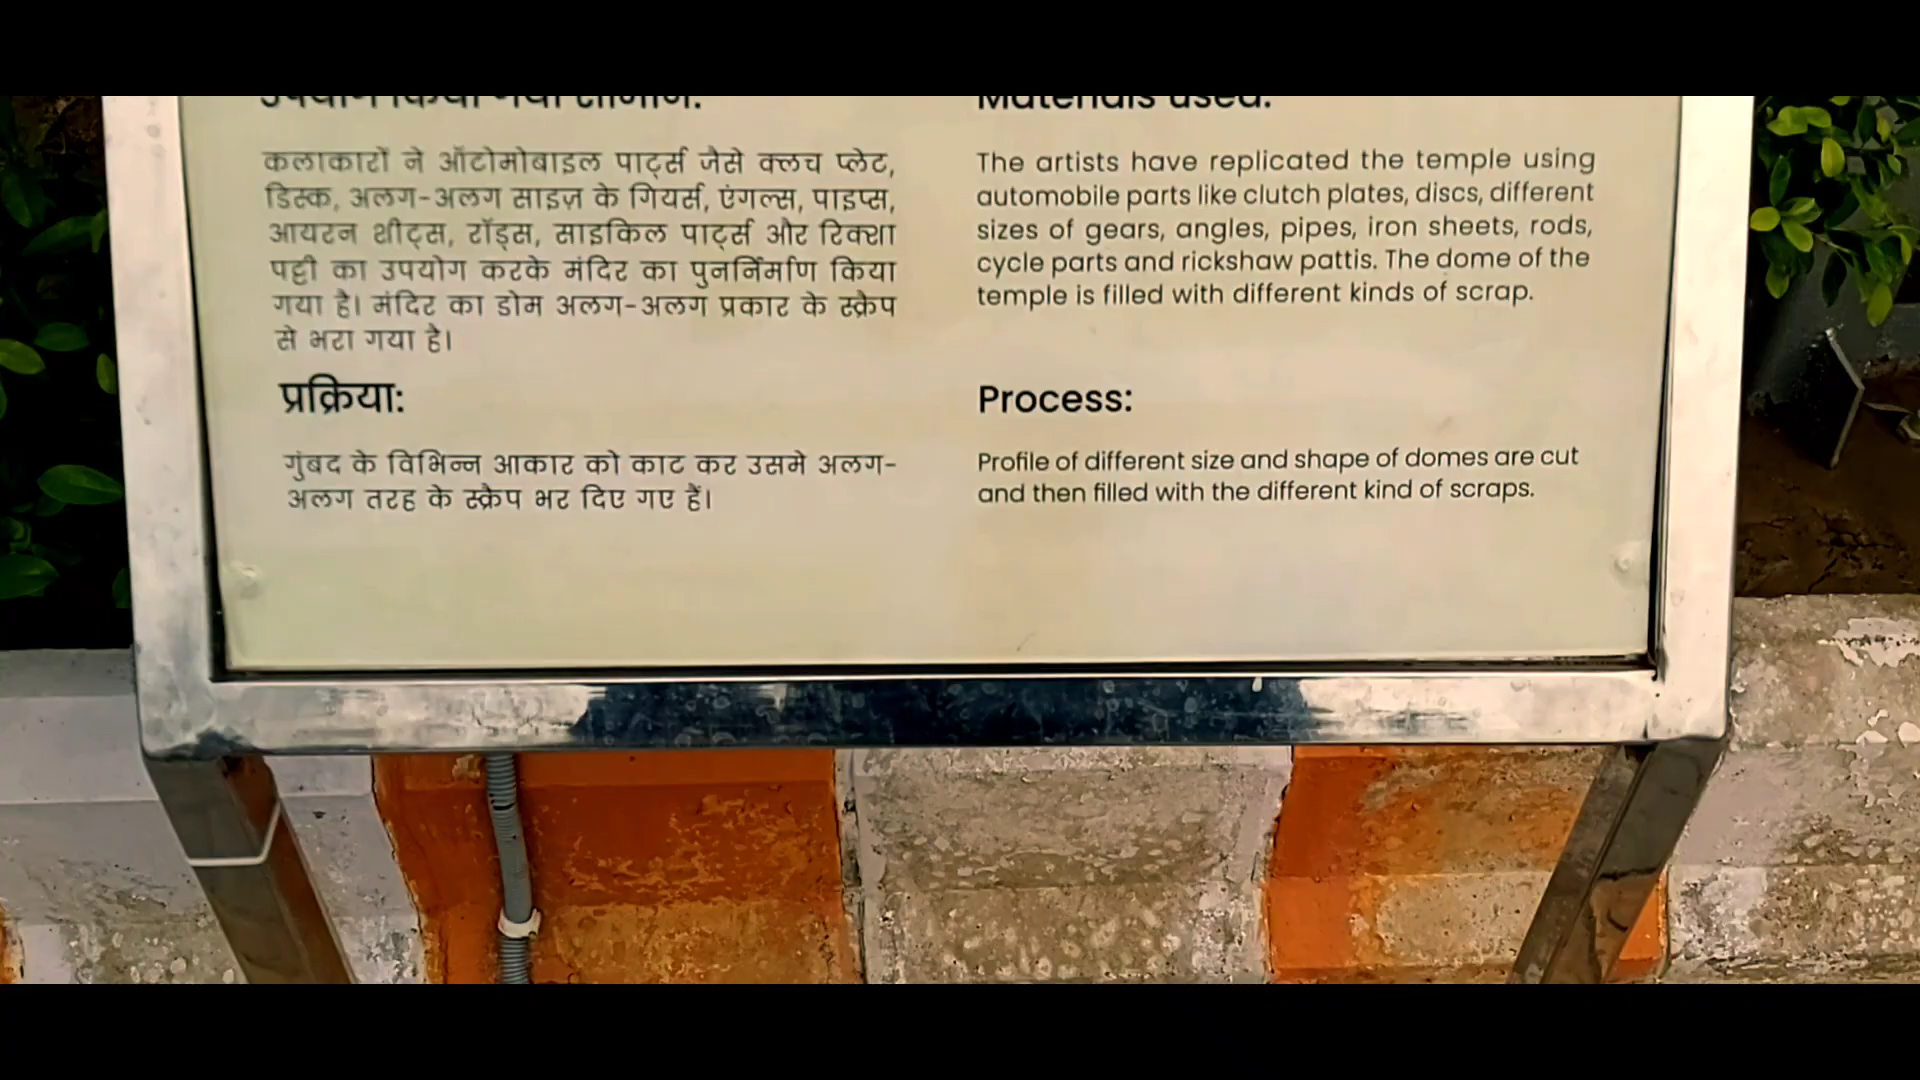 उपयोग किया गया सामान:
कलाकारों ने ऑटोमोबाइल पार्ट्स जैसे क्लच प्लेट,
डिस्क, अलग-अलग साइज़ के गियर्स, एंगल्स, पाइप्स,
आयरन शीट्स, रॉड्स, साइकिल पार्ट्स और रिक्शा
पट्टी का उपयोग करके मंदिर का पुनर्निर्माण किया
गया है। मंदिर का डोम अलग-अलग प्रकार के स्क्रैप
से भरा गया है।
प्रक्रिया:
गुंबद के विभिन्न आकार को काट कर उसमे अलग-
अलग तरह के स्क्रैप भर दिए गए हैं।
Materials used:
The artists have replicated the temple using
automobile parts like clutch plates, discs, different
sizes of gears, angles, pipes, iron sheets, rods,
cycle parts and rickshaw pattis. The dome of the
temple is filled with different kinds of scrap.
Process:
Profile of different size and shape of domes are cut
and then filled with the different kind of scraps.